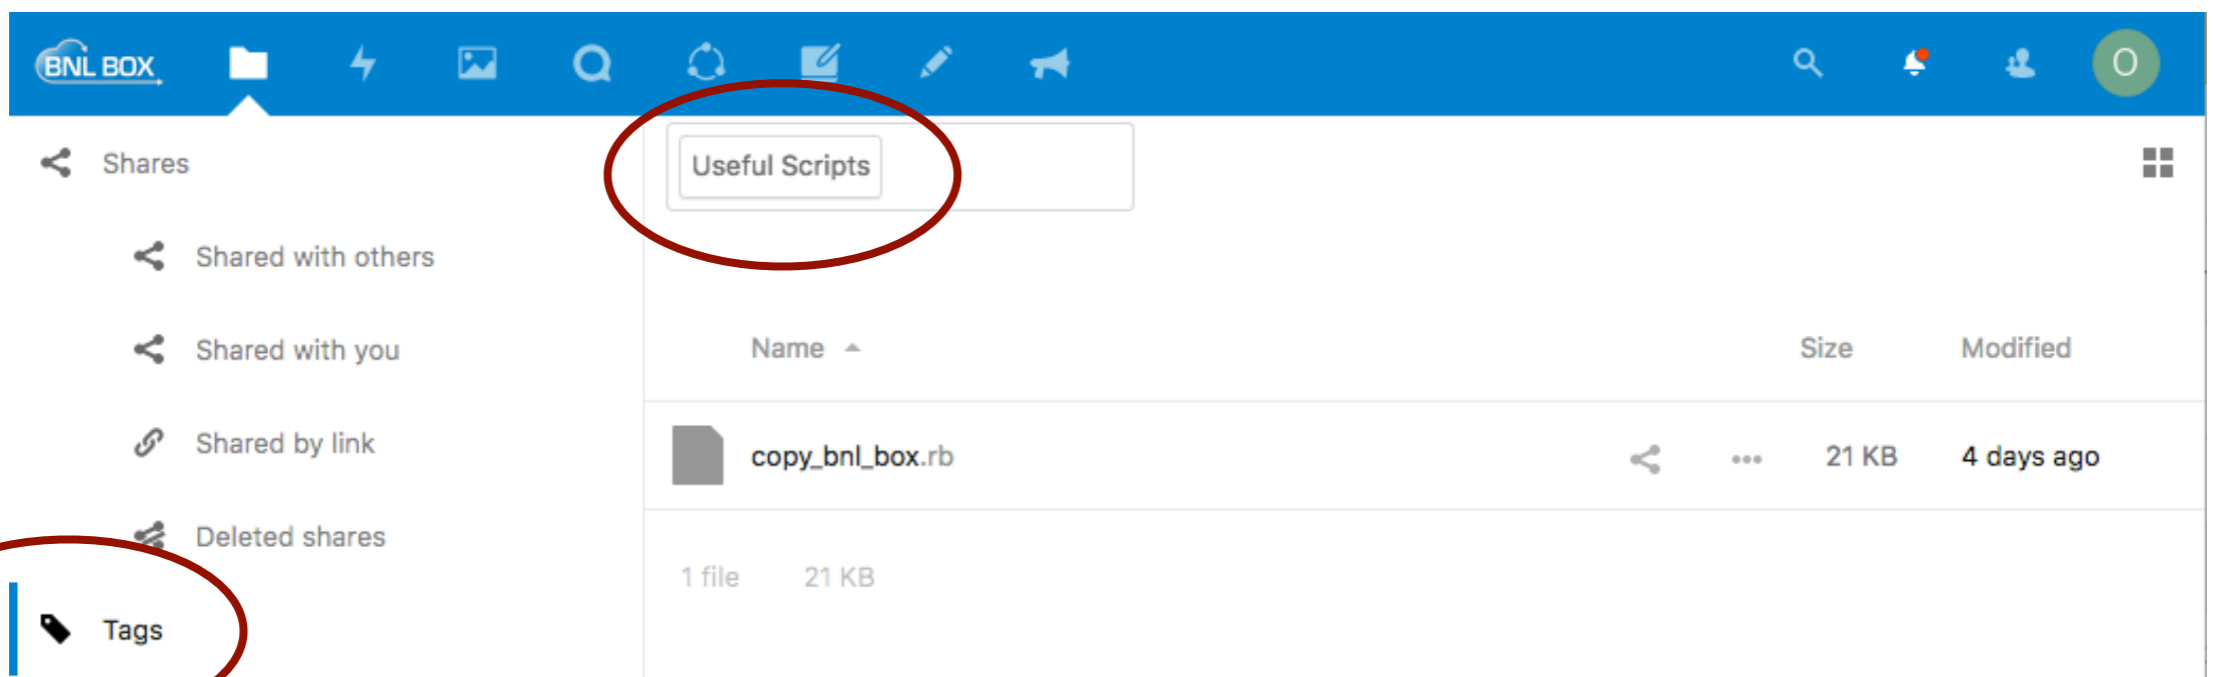 BNL BOX
O
Shares
Useful Scripts
Shared with others
Shared with you
Name Size Modified
Shared by link
copy_bnl_box.rb 21 KB 4 days ago
Deleted shares
1 file 21 KB
Tags